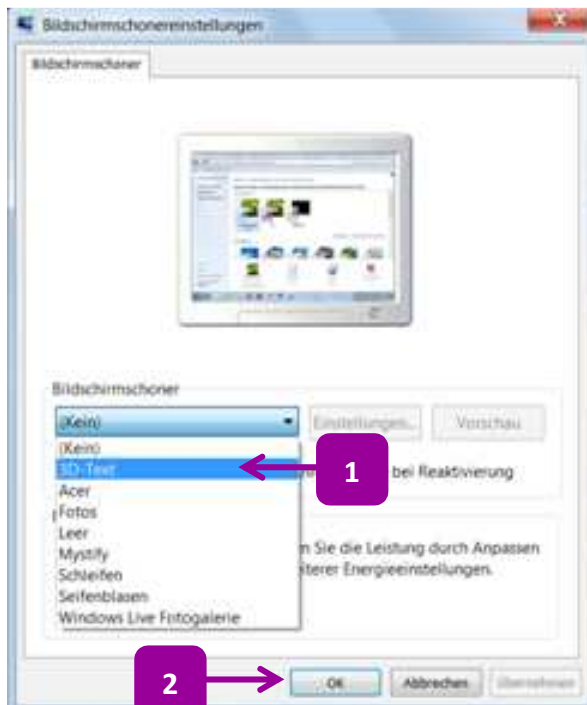 Bildschirmschonereinstellungen
Bildschirmschoner
Bildschirmschoner
(Kein)
Einstellungen...
Vorschau
(Kein)
3D-Text
1
bei Reaktivierung
Acer
Fotos
Leer
Mystify
n Sie die Leistung durch Anpassen
Schleifen
iterer Energieeinstellungen.
Seifenblasen
Windows Live Fotogalerie
2
OK
Abbrechen
Übernehmen